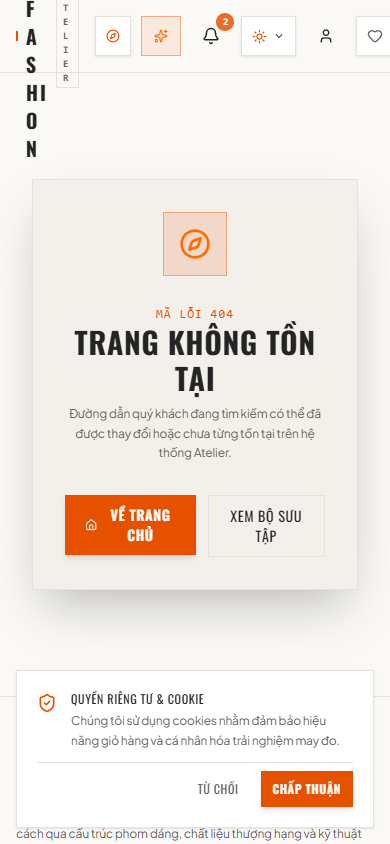 F
A
S
HI
O
N
T
E
L
I
E
R
2
MÃ LỖI 404
TRANG KHÔNG TỒN
TẠI
Đường dẫn quý khách đang tìm kiếm có thể đã
được thay đổi hoặc chưa từng tồn tại trên hệ
thống Atelier.
VỀ TRANG
CHỦ
XEM BỘ SƯU
TẬP
QUYỀN RIÊNG TƯ & COOKIE
Chúng tôi sử dụng cookies nhằm đảm bảo hiệu
năng giỏ hàng và cá nhân hóa trải nghiệm may đo.
TỪ CHỐI
CHẤP THUẬN
cách qua cấu trúc phom dáng, chất liệu thượng hạng và kỹ thuật